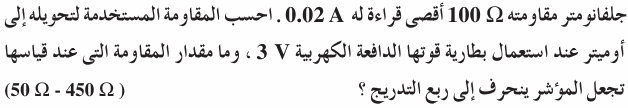 جلفانومتر مقاومته 100 Ω أقصى قراءة له 0.02 A . احسب المقاومة المستخدمة لتحويله إلى
أوميتر عند استعمال بطارية قوتها الدافعة الكهربية 3 V ، وما مقدار المقاومة التى عند قياسها
تجعل المؤشر ينحرف إلى ربع التدريج ؟ (50 Ω - 450 Ω )